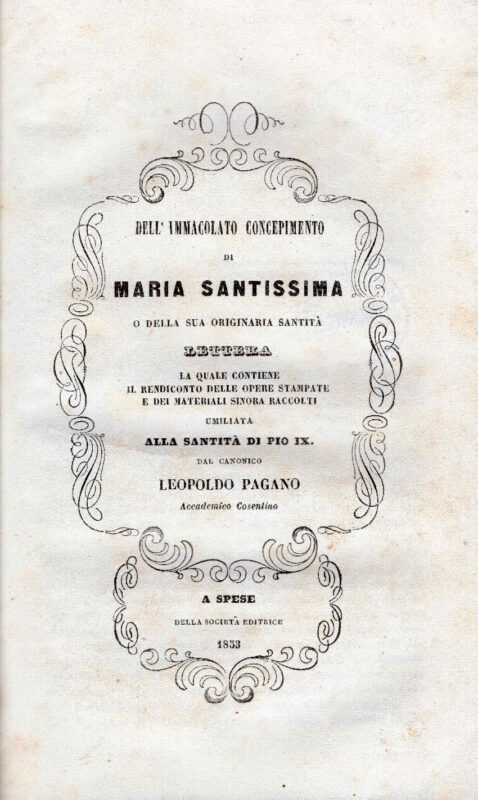 DELL' IMMACOLATO CONCEPIMENTO
DI
MARIA SANTISSIMA
O DELLA SUA ORIGINARIA SANTITÀ
LETTERA
LA QUALE CONTIENE
IL RENDICONTO DELLE OPERE STAMPATE
E DEI MATERIALI SINORA RACCOLTI
UMILIATA
ALLA SANTITÀ DI PIO IX.
DAL CANONICO
LEOPOLDO PAGANO
Accademico Cosentino
A SPESE
DELLA SOCIETÀ EDITRICE
1853